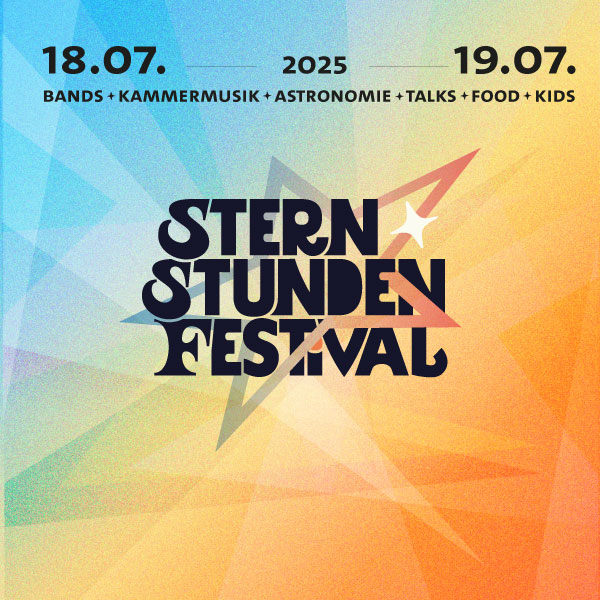 18.07. 2025 19.07.
BANDS + KAMMERMUSIK + ASTRONOMIE + TALKS + FOOD + KIDS
STERN
STUNDEN
FESTIVAL